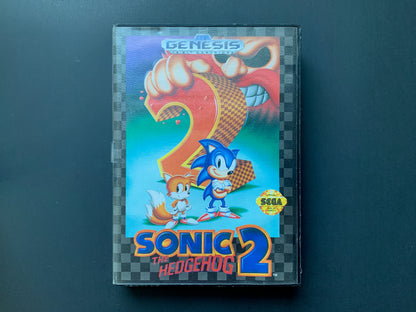 GENESIS
2
SEGA
SONIC 2
THE
HEDGEHOG